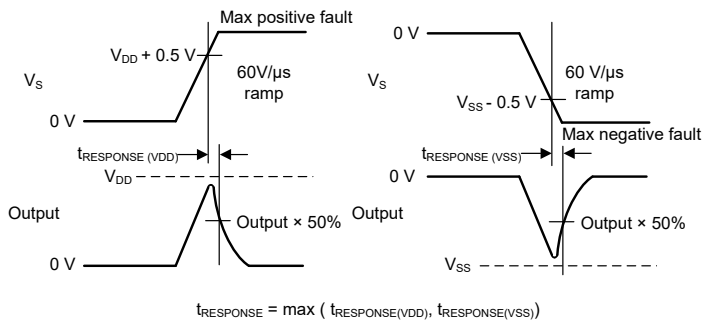 Max positive fault
V_DD + 0.5 V
60V/µs
ramp
V_S
0 V
t_RESPONSE (VDD)
V_DD
Output
Output × 50%
0 V
0 V
60 V/µs
ramp
V_S
V_SS - 0.5 V
Max negative fault
t_RESPONSE (VSS)
0 V
Output
Output × 50%
V_SS
t_RESPONSE = max ( t_RESPONSE(VDD), t_RESPONSE(VSS))